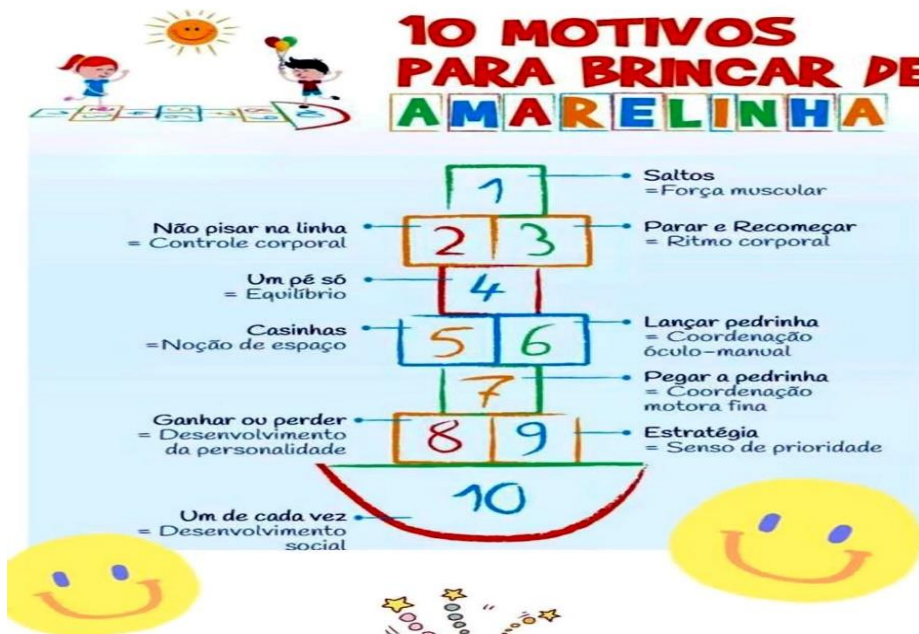 10 MOTIVOS
PARA BRINCAR DE
AMARELINHA
1
Saltos
=Força muscular
Não pisar na linha
= Controle corporal
2 3
Parar e Recomeçar
= Ritmo corporal
Um pé só
= Equilíbrio
4
Casinhas
=Noção de espaço
5 6
Lançar pedrinha
= Coordenação
óculo-manual
7
Pegar a pedrinha
= Coordenação
motora fina
Ganhar ou perder
= Desenvolvimento
da personalidade
8 9
Estratégia
= Senso de prioridade
10
Um de cada vez
= Desenvolvimento
social